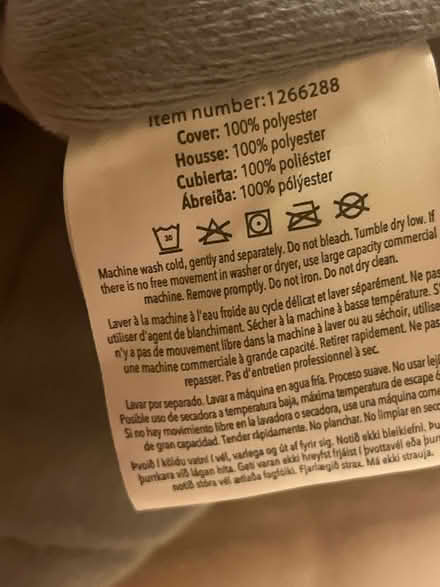 Item number:1266288
Cover: 100% polyester
Housse: 100% polyester
Cubierta: 100% poliéster
Ábreiða: 100% pólýester
30
Machine wash cold, gently and separately. Do not bleach. Tumble dry low. If
there is no free movement in washer or dryer, use large capacity commercial
machine. Remove promptly. Do not iron. Do not dry clean.
Laver à la machine à l'eau froide au cycle délicat et laver séparément. Ne pas
utiliser d'agent de blanchiment. Sécher à la machine à basse température. S'
n'y a pas de mouvement libre dans la machine à laver ou au séchoir, utilise
une machine commerciale à grande capacité. Retirer rapidement. Ne pas
repasser. Pas d'entretien professionnel à sec.
Lavar por separado. Lavar a máquina en agua fría. Proceso suave. No usar lejí
Posible uso de secadora a temperatura baja, máxima temperatura de escape 6
Si no hay movimiento libre en la lavadora o secadora, use una máquina come
de gran capacidad. Tender rápidamente. No planchar. No limpiar en seco
Þvoið í köldu vatni í vél, varlega og út af fyrir sig. Notið ekki bleikiefni. Þu
þurrkara við lágan hita. Geti varan ekki hreyfst frjálst í þvottavél eða þurr
notið stóra vél ætlaða fagfólki. Fjarlægið strax. Má ekki strauja.